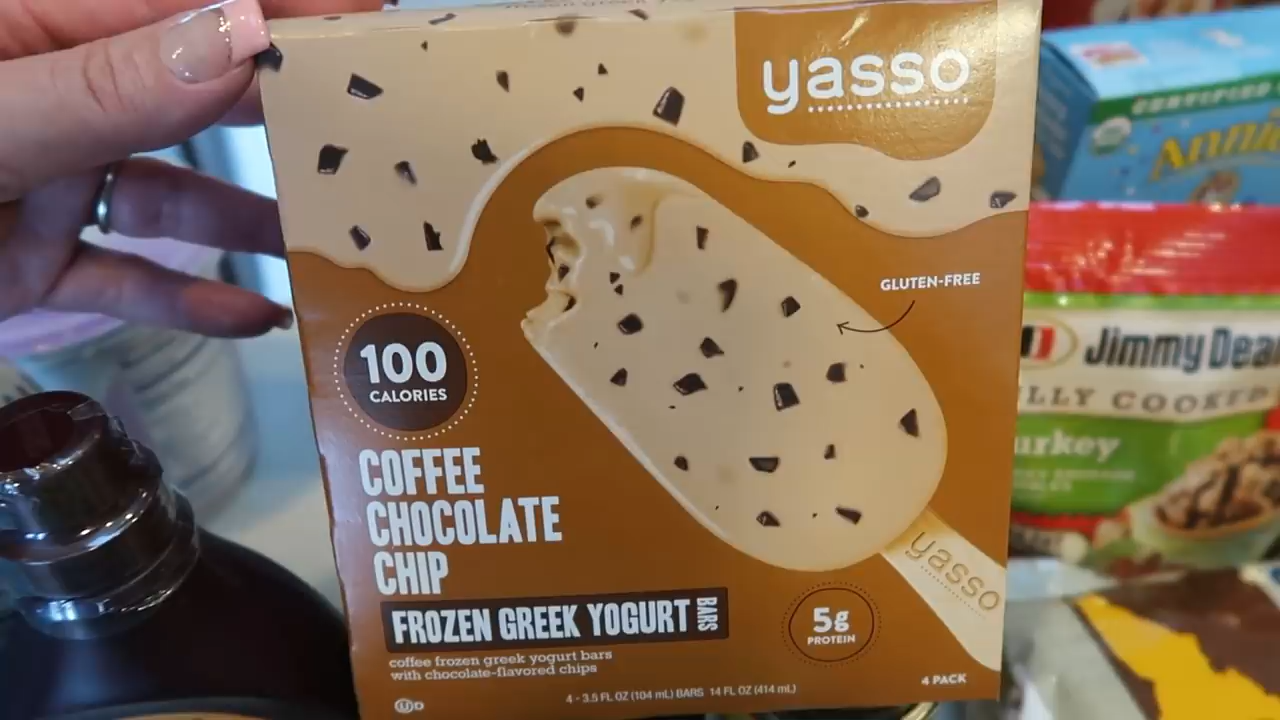 yasso
GLUTEN-FREE
100
CALORIES
COFFEE
CHOCOLATE
CHIP
FROZEN GREEK YOGURT BARS
coffee frozen greek yogurt bars
with chocolate-flavored chips
5g
PROTEIN
yasso
4 PACK
4 - 3.5 FL OZ (104 mL) BARS 14 FL OZ (414 mL)
U D
CERTIFIED
Annie
Jimmy Dea
LLY COOKED
urkey